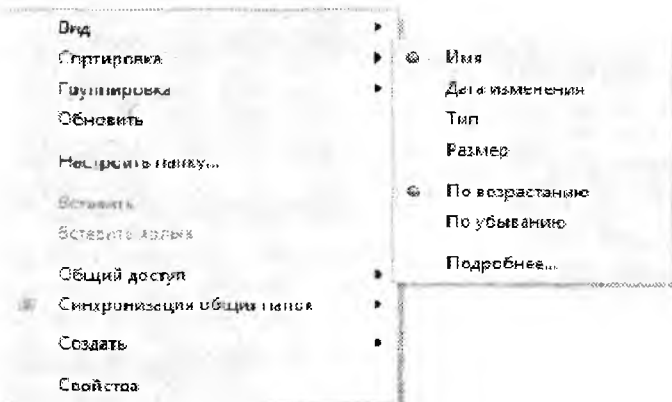 Вид
Сортировка
Группировка
Обновить
Настроить папку...
Вставить
Вставить ярлык
Общий доступ
Синхронизация общих папок
Создать
Свойства
Имя
Дата изменения
Тип
Размер
По возрастанию
По убыванию
Подробнее...